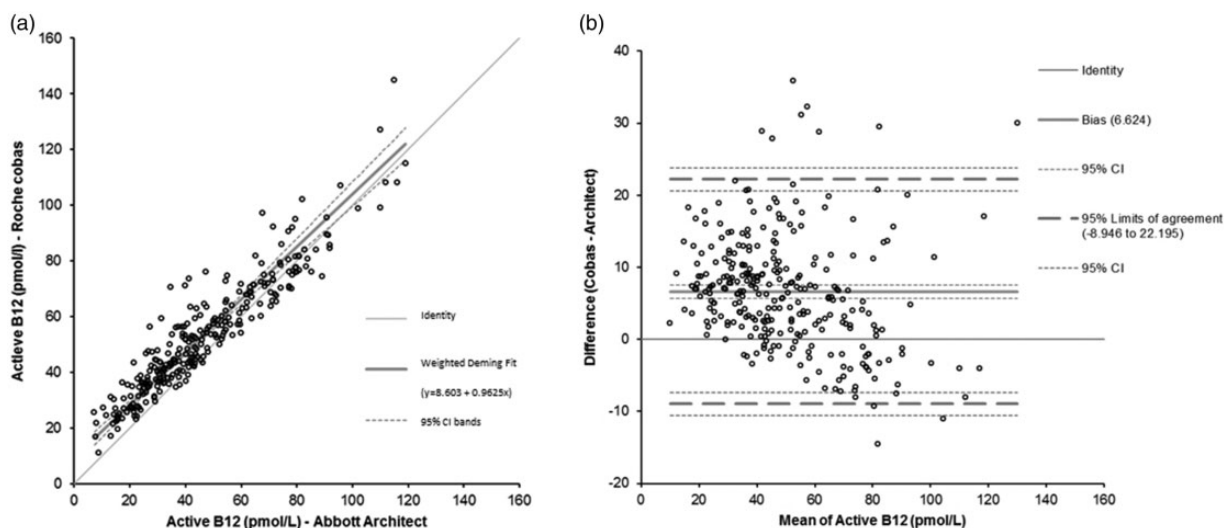 (a)
160
140
120
100
80
60
40
20
0
Actieve B12 (pmol/l) - Roche cobas
0 20 40 60 80 100 120 140 160
Active B12 (pmol/L) - Abbott Architect
Identity
Weighted Deming Fit
(y=8.603 + 0.9625x)
95% CI bands
(b)
40
30
20
10
0
-10
-20
Difference (Cobas - Architect)
0 20 40 60 80 100 120 140 160
Mean of Active B12 (pmol/L)
Identity
Bias (6.624)
95% CI
95% Limits of agreement
(-8.946 to 22.195)
95% CI